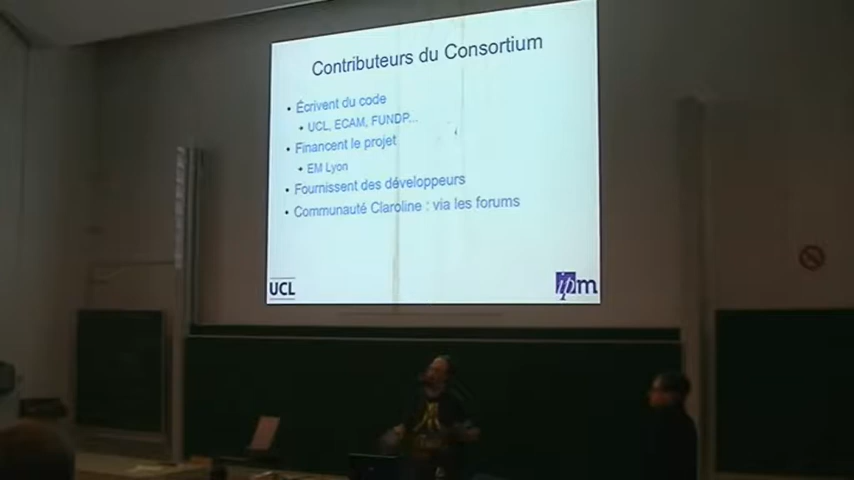 Contributeurs du Consortium
• Écrivent du code
• UCL, ECAM, FUNDP...
• Financent le projet
• EM Lyon
• Fournissent des développeurs
• Communauté Claroline : via les forums
UCL
ipm